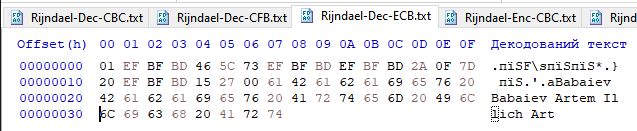 Rijndael-Dec-CBC.txt Rijndael-Dec-CFB.txt Rijndael-Dec-ECB.txt Rijndael-Enc-CBC.txt
Offset(h) 00 01 02 03 04 05 06 07 08 09 0A 0B 0C 0D 0E 0F Декодований текст
00000000 01 EF BF BD 46 5C 73 EF BF BD EF BF BD 2A 0F 7D .пїЅF\sпїЅпїЅ*.}
00000010 20 EF BF BD 15 27 00 61 42 61 62 61 69 65 76 20 пїЅ.'.aBabaiev
00000020 42 61 62 61 69 65 76 20 41 72 74 65 6D 20 49 6C Babaiev Artem Il
00000030 6C 69 63 68 20 41 72 74 lich Art